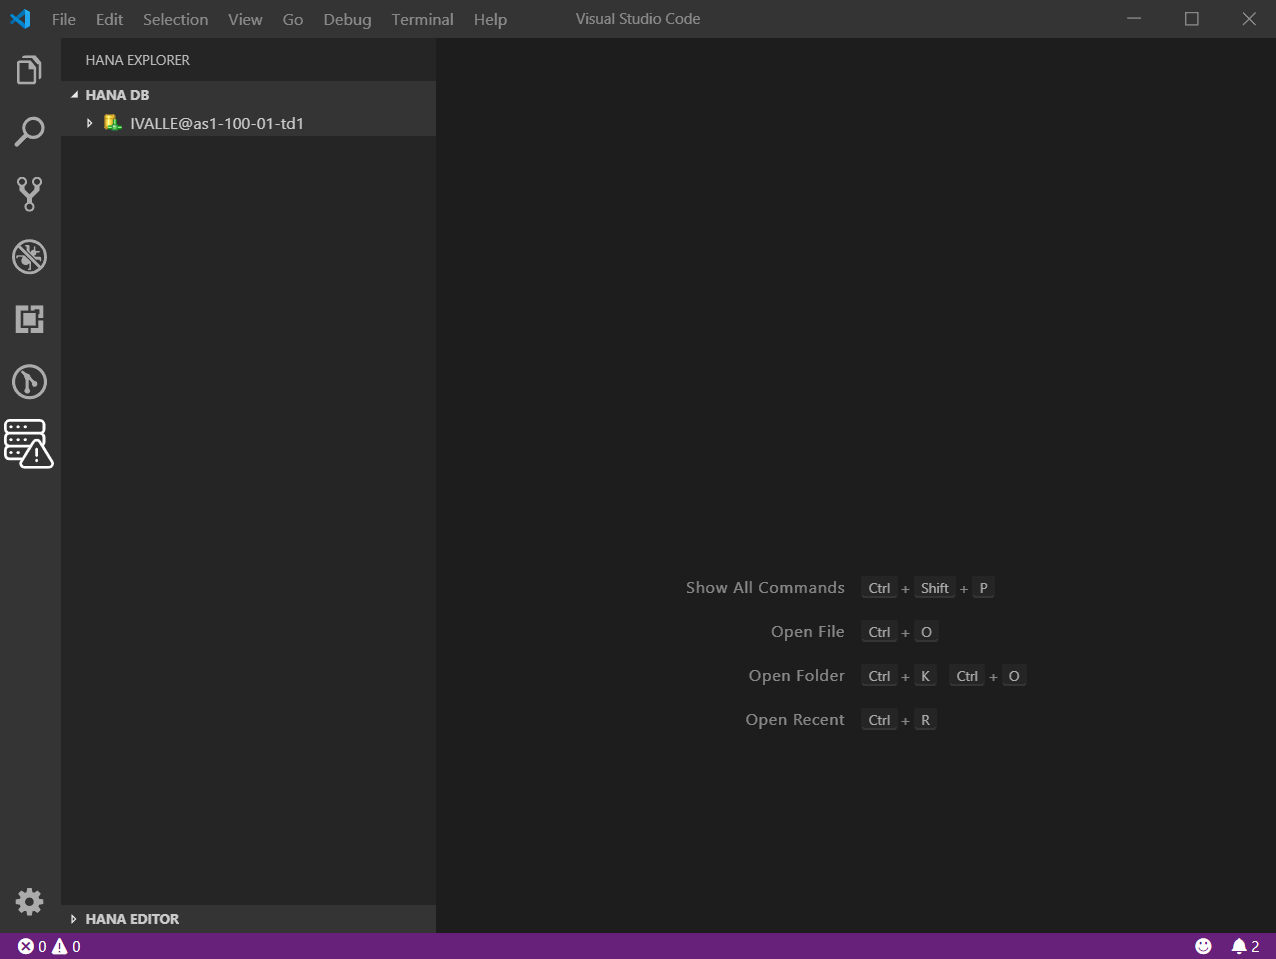 File Edit Selection View Go Debug Terminal Help Visual Studio Code
HANA EXPLORER
HANA DB
IVALLE@as1-100-01-td1
Show All Commands Ctrl + Shift + P
Open File Ctrl + O
Open Folder Ctrl + K Ctrl + O
Open Recent Ctrl + R
HANA EDITOR
0 0 2